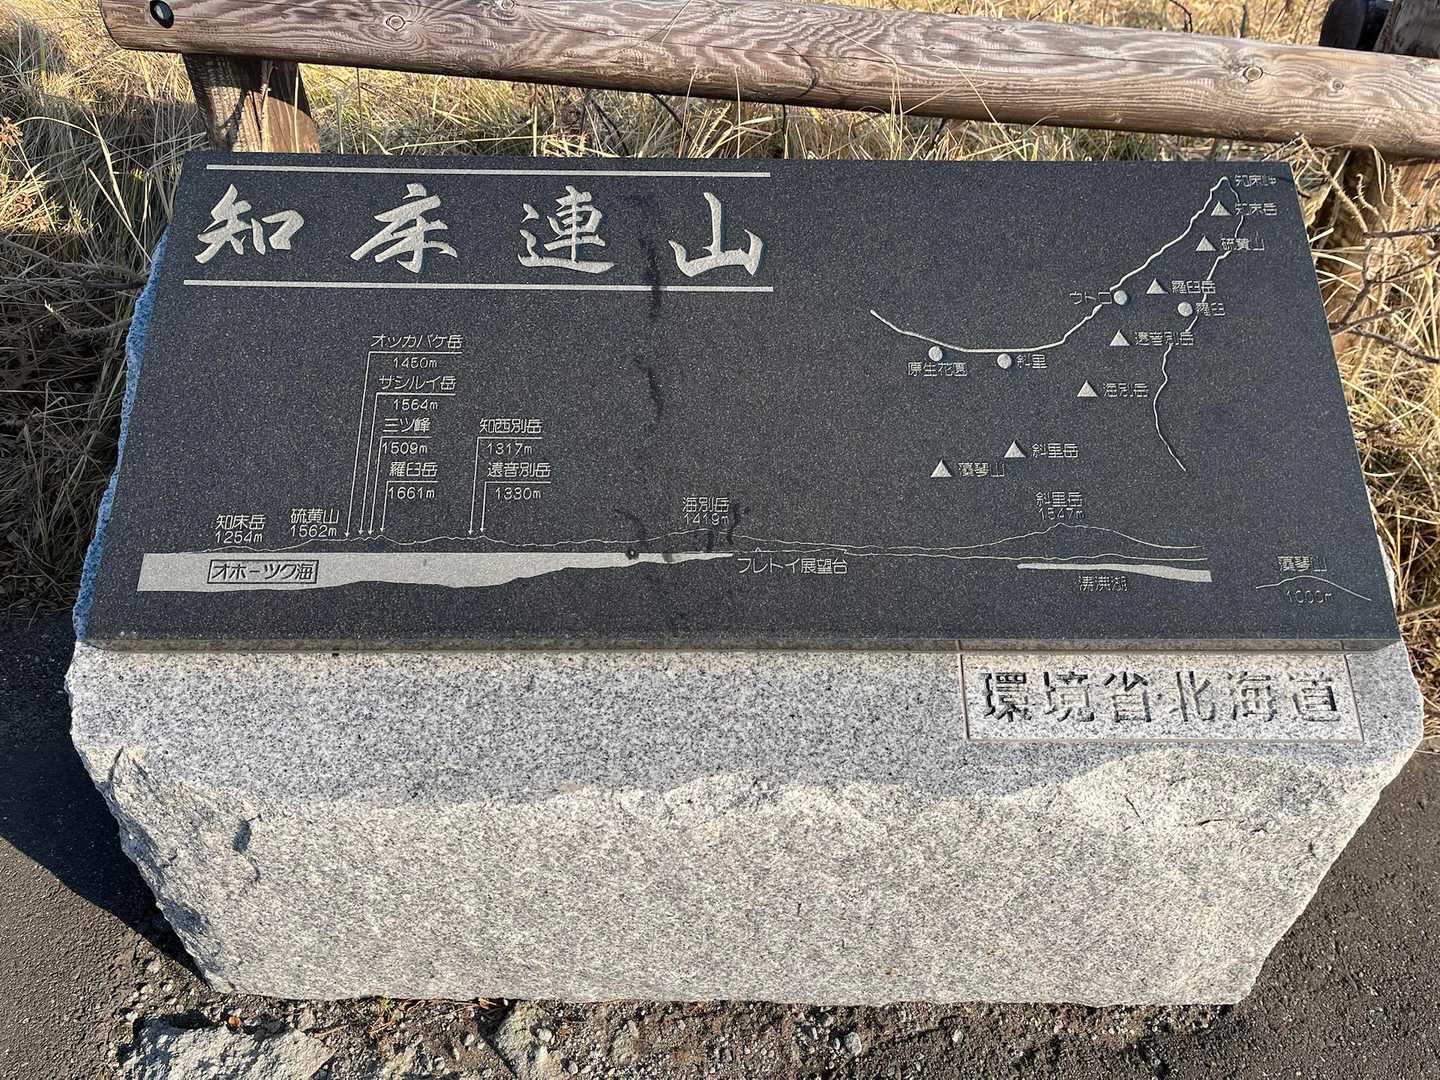 知床連山
知床岬
知床岳
硫黄山
羅臼岳
ウトロ
羅臼
遠音別岳
原生花園
斜里
海別岳
斜里岳
藻琴山
オッカバケ岳
1450m
サシルイ岳
1564m
三ツ峰
1509m
羅臼岳
1661m
知西別岳
1317m
遠音別岳
1330m
知床岳
1254m
硫黄山
1562m
海別岳
1419m
斜里岳
1547m
オホーツク海
フレトイ展望台
濤沸湖
藻琴山
1000m
環境省・北海道